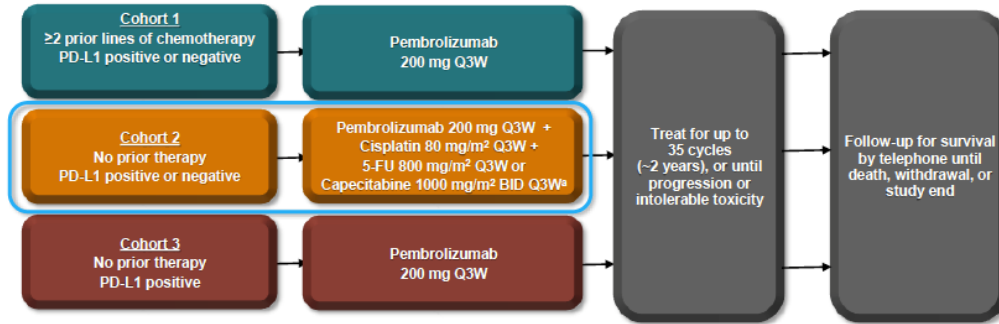 Cohort 1
≥2 prior lines of chemotherapy
PD-L1 positive or negative
Pembrolizumab
200 mg Q3W
Cohort 2
No prior therapy
PD-L1 positive or negative
Pembrolizumab 200 mg Q3W +
Cisplatin 80 mg/m² Q3W +
5-FU 800 mg/m² Q3W or
Capecitabine 1000 mg/m² BID Q3Wᵃ
Cohort 3
No prior therapy
PD-L1 positive
Pembrolizumab
200 mg Q3W
Treat for up to
35 cycles
(~2 years), or until
progression or
intolerable toxicity
Follow-up for survival
by telephone until
death, withdrawal, or
study end